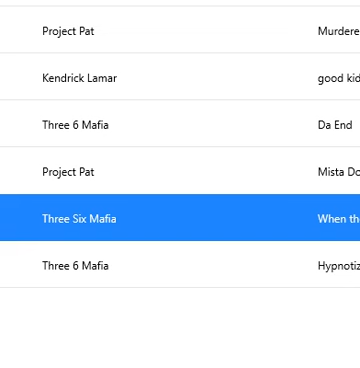 Project Pat Murdere
Kendrick Lamar good kid
Three 6 Mafia Da End
Project Pat Mista Do
Three Six Mafia When th
Three 6 Mafia Hypnotiz